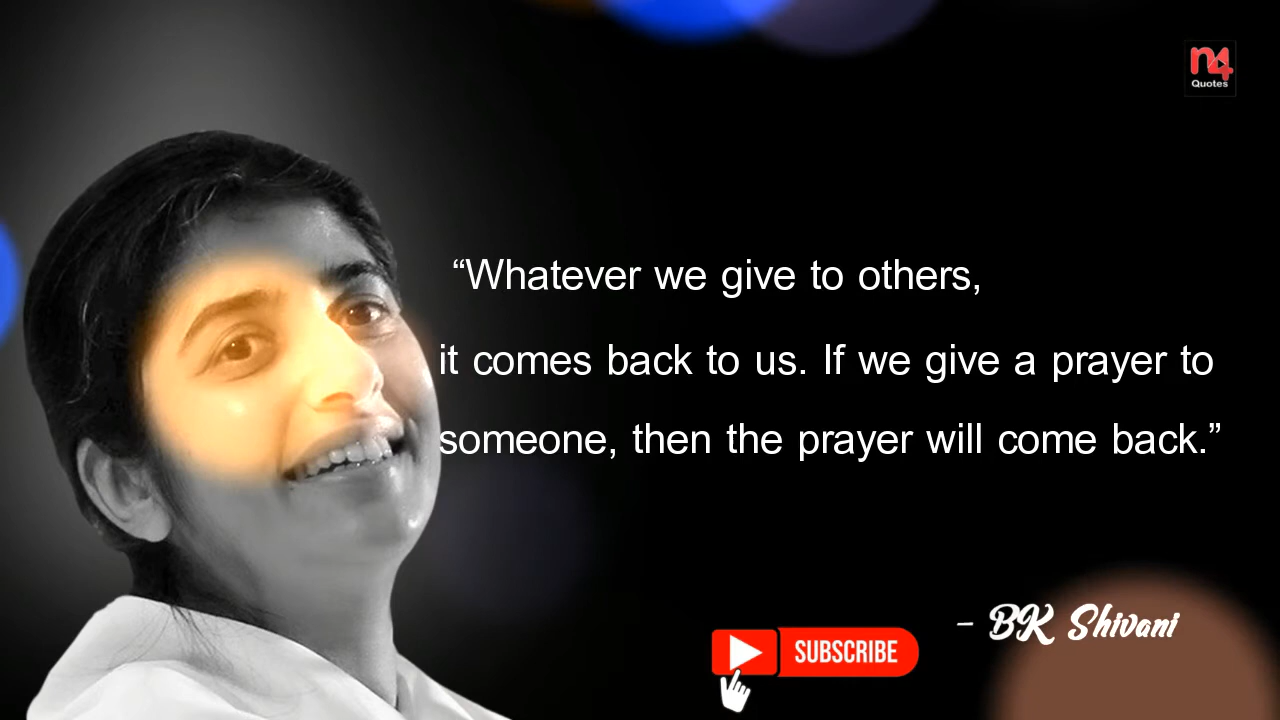 n4
Quotes
“Whatever we give to others,
it comes back to us. If we give a prayer to
someone, then the prayer will come back.”
– BK Shivani
SUBSCRIBE